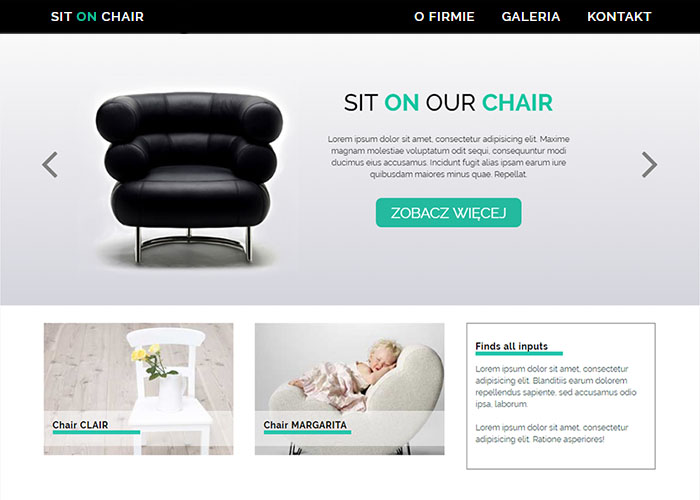 SIT ON CHAIR
O FIRMIE GALERIA KONTAKT
SIT ON OUR CHAIR
Lorem ipsum dolor sit amet, consectetur adipisicing elit. Maxime
magnam molestiae voluptatum odit sequi, consequuntur modi
ducimus eius accusamus. Incidunt fugit alias ipsam earum iure
quibusdam maiores minus quae. Repellat.
ZOBACZ WIĘCEJ
Chair CLAIR
Chair MARGARITA
Finds all inputs
Lorem ipsum dolor sit amet, consectetur
adipisicing elit. Blanditiis earum dolorem
repellendus sapiente, sed accusamus odio
ipsa, laborum.
Lorem ipsum dolor sit amet, consectetur
adipisicing elit. Ratione asperiores!